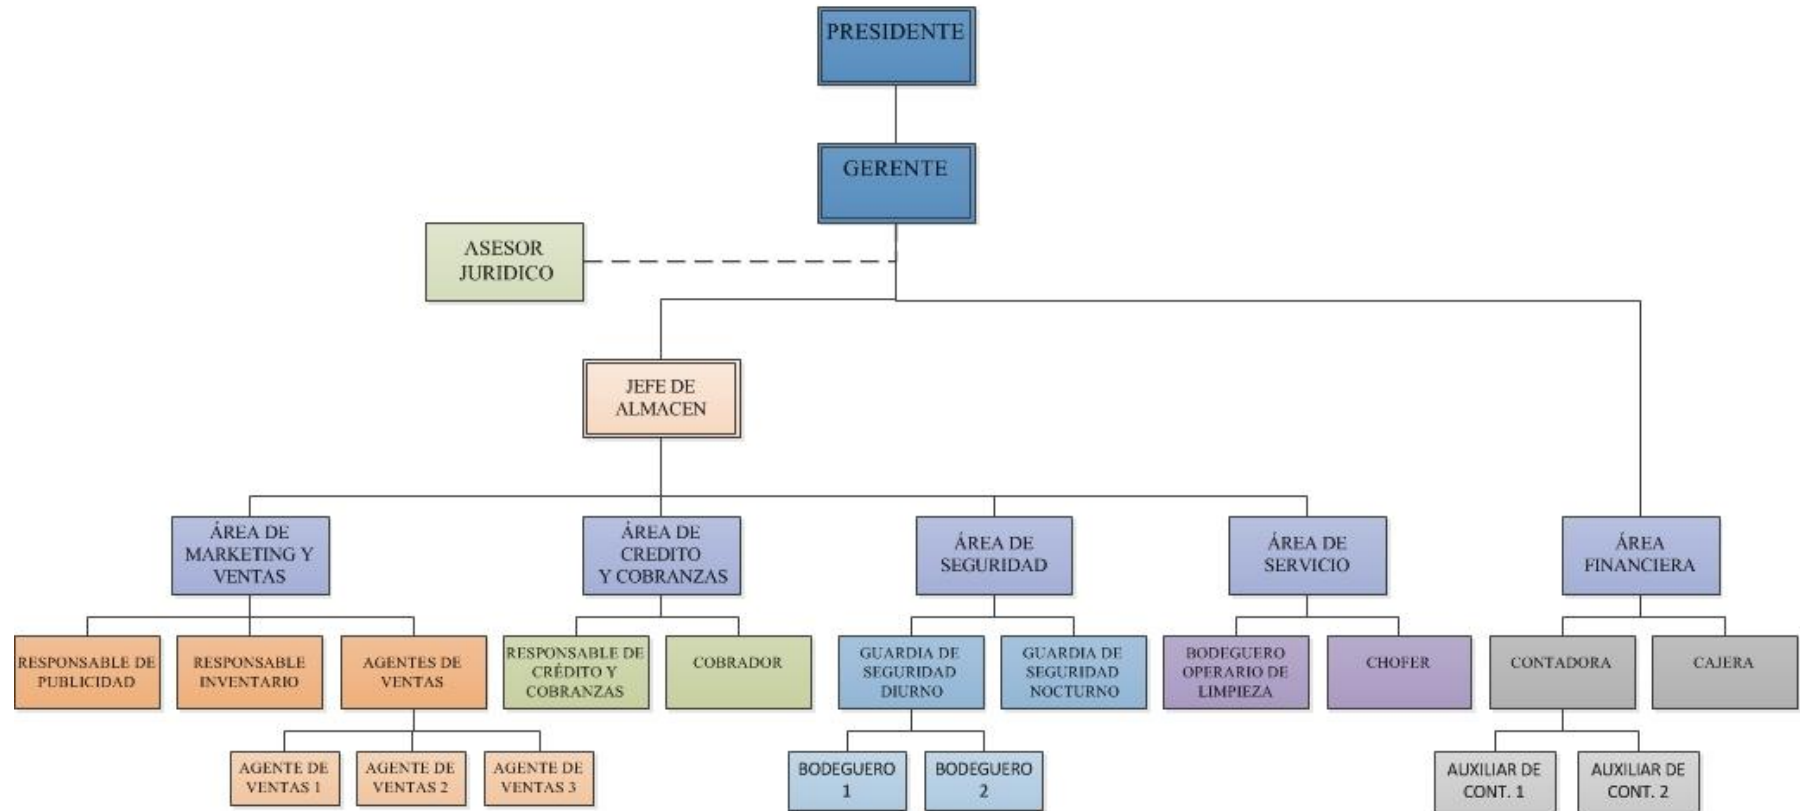 PRESIDENTE
GERENTE
ASESOR
JURIDICO
JEFE DE
ALMACEN
ÁREA DE
MARKETING Y
VENTAS
ÁREA DE
CREDITO
Y COBRANZAS
ÁREA DE
SEGURIDAD
ÁREA DE
SERVICIO
ÁREA
FINANCIERA
RESPONSABLE DE
PUBLICIDAD
RESPONSABLE
INVENTARIO
AGENTES DE
VENTAS
RESPONSABLE DE
CRÉDITO Y
COBRANZAS
COBRADOR
GUARDIA DE
SEGURIDAD
DIURNO
GUARDIA DE
SEGURIDAD
NOCTURNO
BODEGUERO
OPERARIO DE
LIMPIEZA
CHOFER
CONTADORA
CAJERA
AGENTE DE
VENTAS 1
AGENTE DE
VENTAS 2
AGENTE DE
VENTAS 3
BODEGUERO
1
BODEGUERO
2
AUXILIAR DE
CONT. 1
AUXILIAR DE
CONT. 2